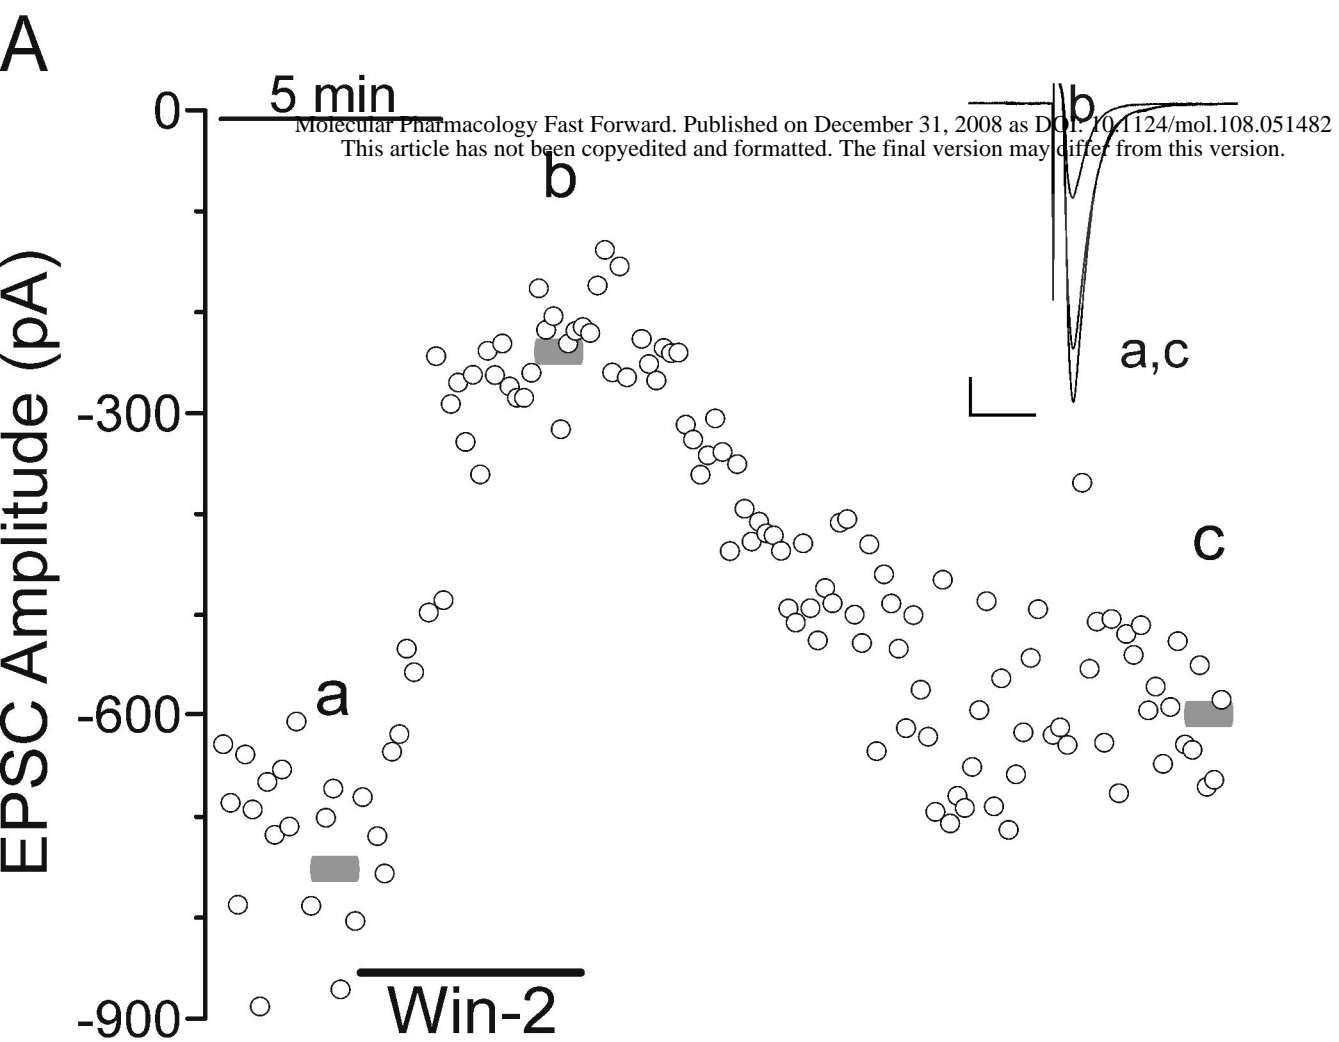 A
5 min
Molecular Pharmacology Fast Forward. Published on December 31, 2008 as DOI: 10.1124/mol.108.051482
This article has not been copyedited and formatted. The final version may differ from this version.
0
-300
-600
-900
EPSC Amplitude (pA)
b
b
a,c
a
c
Win-2